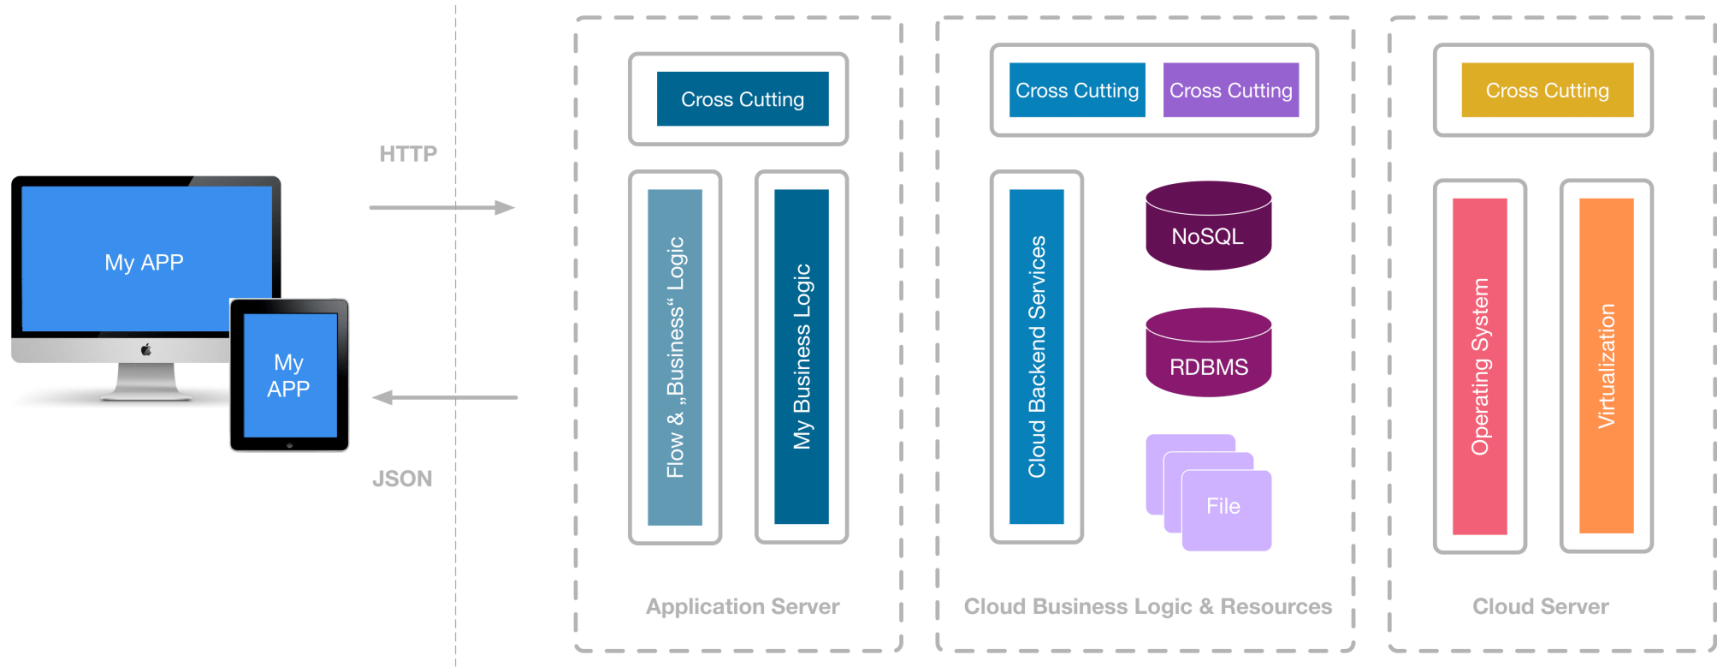 My APP
My
APP
HTTP
JSON
Cross Cutting
Flow & „Business“ Logic
My Business Logic
Application Server
Cross Cutting
Cross Cutting
Cloud Backend Services
NoSQL
RDBMS
File
Cloud Business Logic & Resources
Cross Cutting
Operating System
Virtualization
Cloud Server